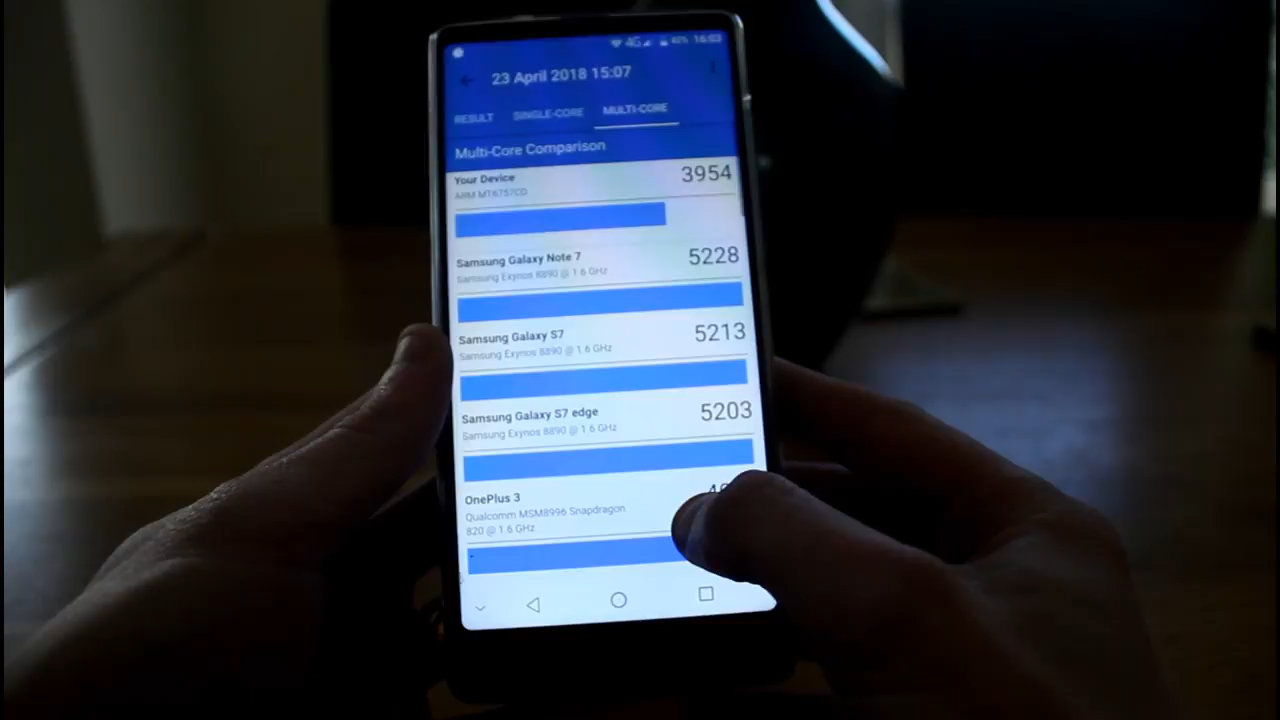 4G 40% 16:03
23 April 2018 15:07
RESULT SINGLE-CORE MULTI-CORE
Multi-Core Comparison
Your Device 3954
ARM MT6757CD
Samsung Galaxy Note 7 5228
Samsung Exynos 8890 @ 1.6 GHz
Samsung Galaxy S7 5213
Samsung Exynos 8890 @ 1.6 GHz
Samsung Galaxy S7 edge 5203
Samsung Exynos 8890 @ 1.6 GHz
OnePlus 3
Qualcomm MSM8996 Snapdragon
820 @ 1.6 GHz